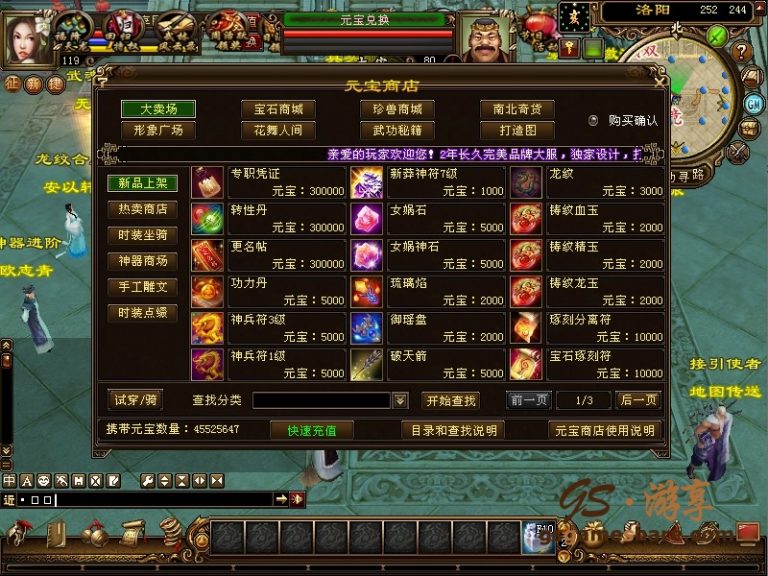 元宝兑换
洛阳 252 244
北
119
80
GM
元宝商店
大卖场 宝石商城 珍兽商城 南北奇货
形象广场 花舞人间 武功秘籍 打造图
购买确认
亲爱的玩家欢迎您！2年长久完美品牌大服，独家设计，
新品上架
热卖商店
时装坐骑
神器商场
手工雕文
时装点缀
专职凭证 元宝：300000
新莽神符7级 元宝：1000
龙纹 元宝：3000
转性丹 元宝：300000
女娲石 元宝：5000
铸纹血玉 元宝：2000
更名帖 元宝：300000
女娲神石 元宝：5000
铸纹精玉 元宝：2000
功力丹 元宝：5000
琉璃焰 元宝：2000
铸纹龙玉 元宝：2000
神兵符3级 元宝：5000
御瑶盘 元宝：2000
琢刻分离符 元宝：10000
神兵符1级 元宝：5000
破天箭 元宝：5000
宝石琢刻符 元宝：10000
试穿/骑 查找分类 开始查找 前一页 1/3 后一页
携带元宝数量：45525647 快速充值 目录和查找说明 元宝商店使用说明
神器进阶
欧志青
接引使者
地图传送
近
GS·游享